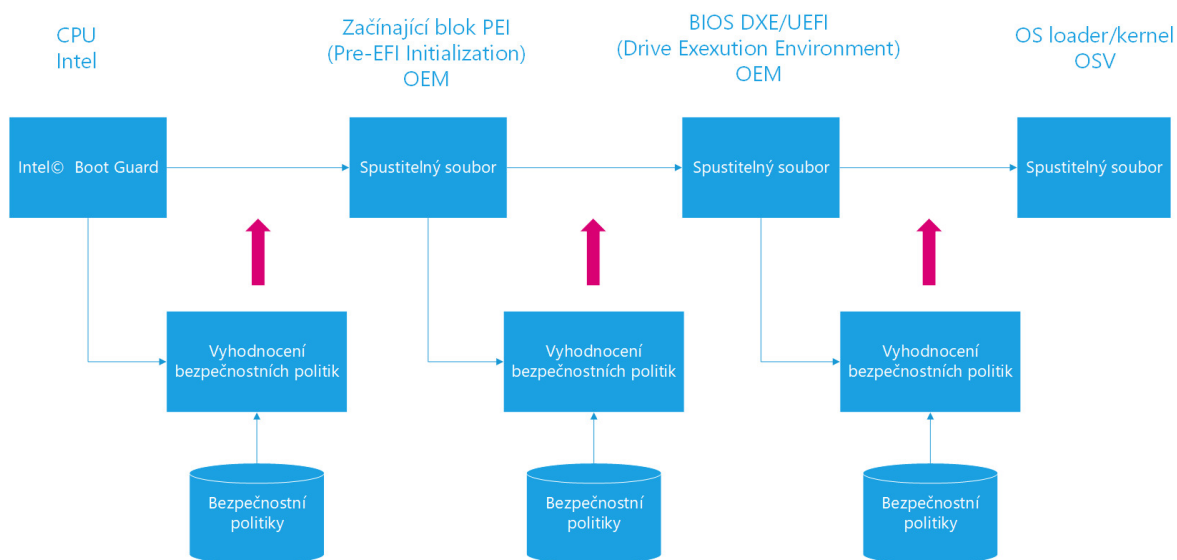 CPU
Intel
Začínající blok PEI
(Pre-EFI Initialization)
OEM
BIOS DXE/UEFI
(Drive Exexution Environment)
OEM
OS loader/kernel
OSV
Intel© Boot Guard
Spustitelný soubor
Spustitelný soubor
Spustitelný soubor
Vyhodnocení
bezpečnostních politik
Vyhodnocení
bezpečnostních politik
Vyhodnocení
bezpečnostních politik
Bezpečnostní
politiky
Bezpečnostní
politiky
Bezpečnostní
politiky